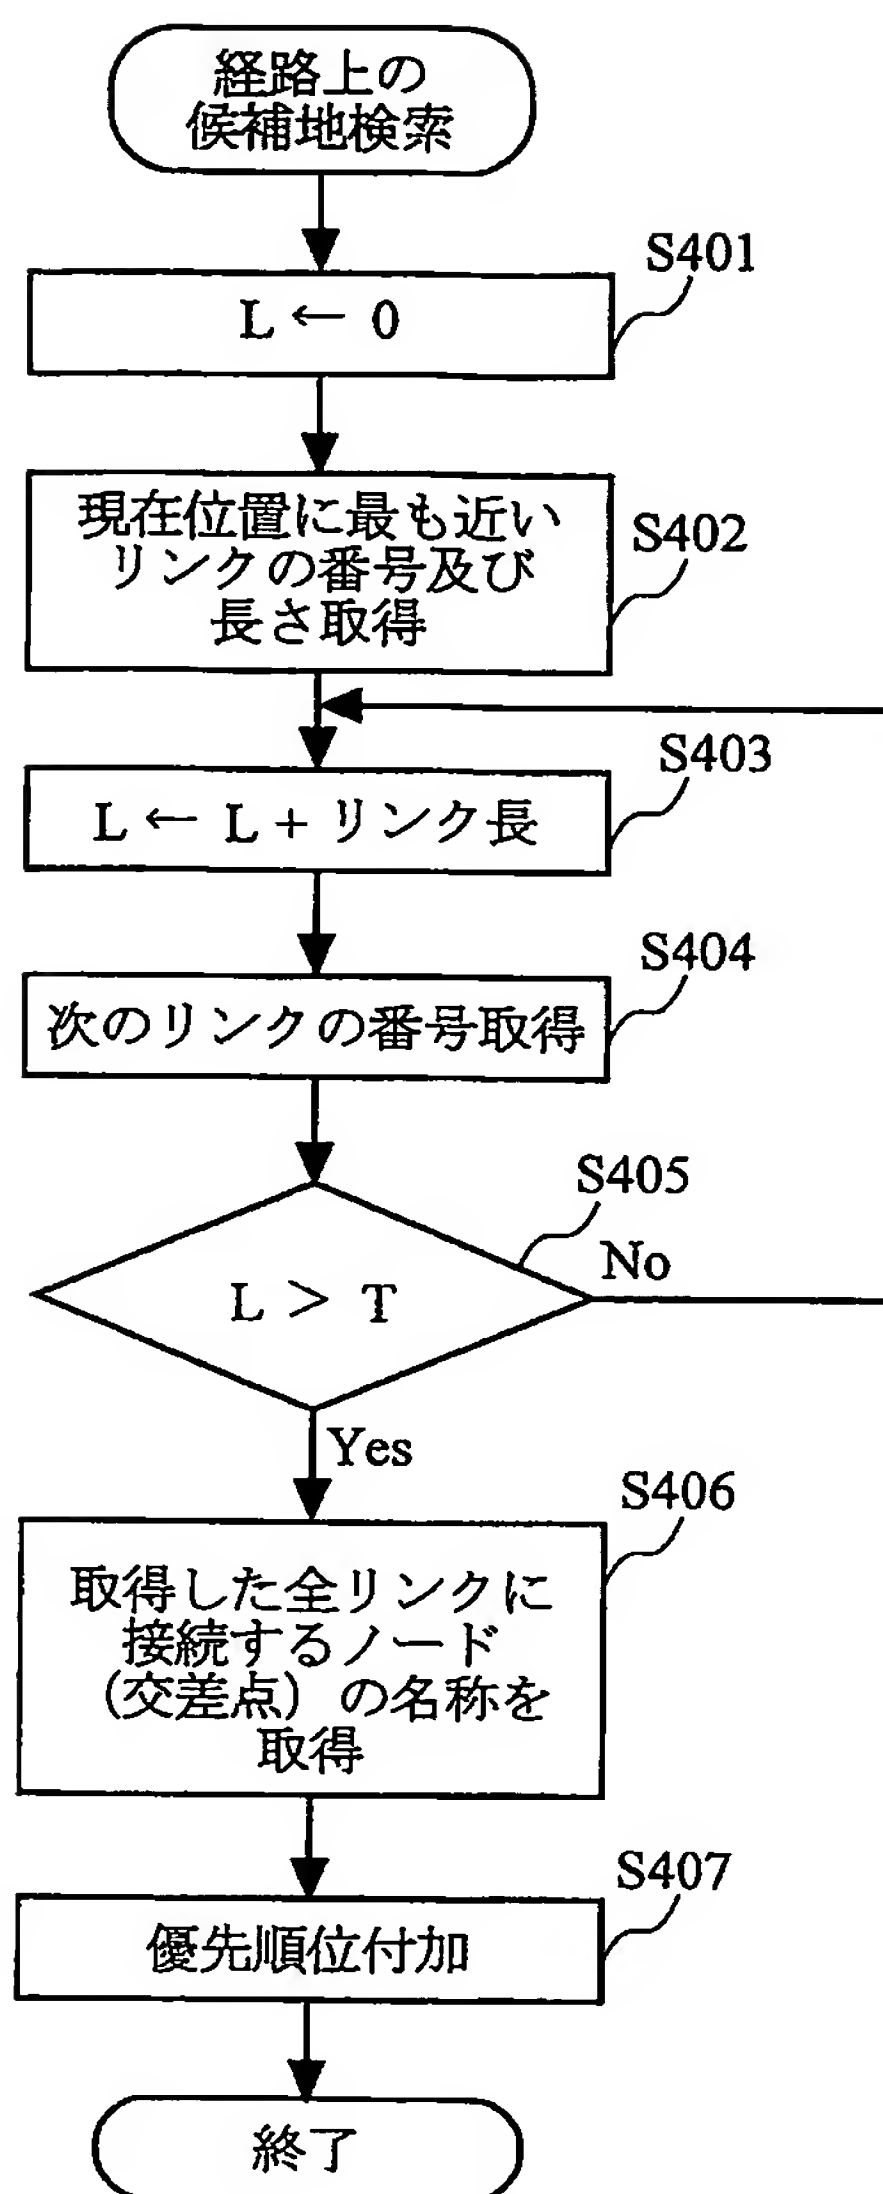 経路上の
候補地検索
S401
L ← 0
現在位置に最も近い
リンクの番号及び
長さ取得
S402
S403
L ← L + リンク長
S404
次のリンクの番号取得
S405
L > T
No
Yes
S406
取得した全リンクに
接続するノード
(交差点) の名称を
取得
S407
優先順位付加
終了